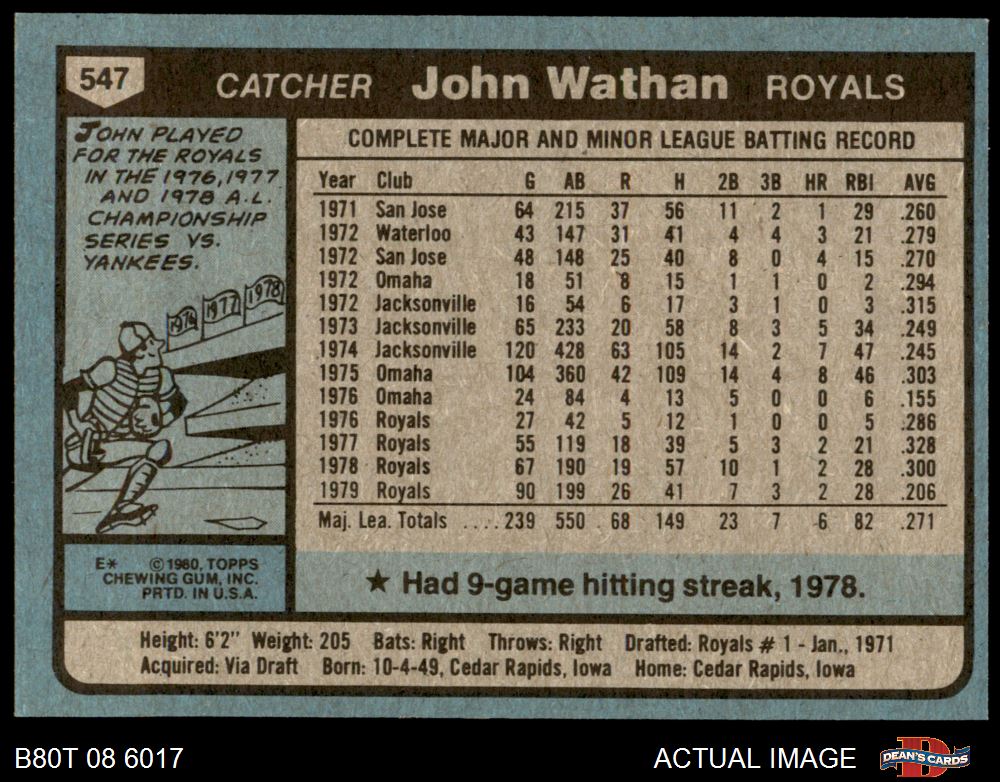 547 CATCHER John Wathan ROYALS
JOHN PLAYED
FOR THE ROYALS
IN THE 1976, 1977
AND 1978 A.L.
CHAMPIONSHIP
SERIES VS.
YANKEES.
1976 1977 1978
COMPLETE MAJOR AND MINOR LEAGUE BATTING RECORD
Year Club G AB R H 2B 3B HR RBI AVG
1971 San Jose 64 215 37 56 11 2 1 29 .260
1972 Waterloo 43 147 31 41 4 4 3 21 .279
1972 San Jose 48 148 25 40 8 0 4 15 .270
1972 Omaha 18 51 8 15 1 1 0 2 .294
1972 Jacksonville 16 54 6 17 3 1 0 3 .315
1973 Jacksonville 65 233 20 58 8 3 5 34 .249
1974 Jacksonville 120 428 63 105 14 2 7 47 .245
1975 Omaha 104 360 42 109 14 4 8 46 .303
1976 Omaha 24 84 4 13 5 0 0 6 .155
1976 Royals 27 42 5 12 1 0 0 5 .286
1977 Royals 55 119 18 39 5 3 2 21 .328
1978 Royals 67 190 19 57 10 1 2 28 .300
1979 Royals 90 199 26 41 7 3 2 28 .206
Maj. Lea. Totals ....239 550 68 149 23 7 6 82 .271
E* ©1980, TOPPS
CHEWING GUM, INC.
PRTD. IN U.S.A.
★ Had 9-game hitting streak, 1978.
Height: 6'2" Weight: 205 Bats: Right Throws: Right Drafted: Royals # 1 - Jan., 1971
Acquired: Via Draft Born: 10-4-49, Cedar Rapids, Iowa Home: Cedar Rapids, Iowa
B80T 08 6017 ACTUAL IMAGE DEAN'S CARDS